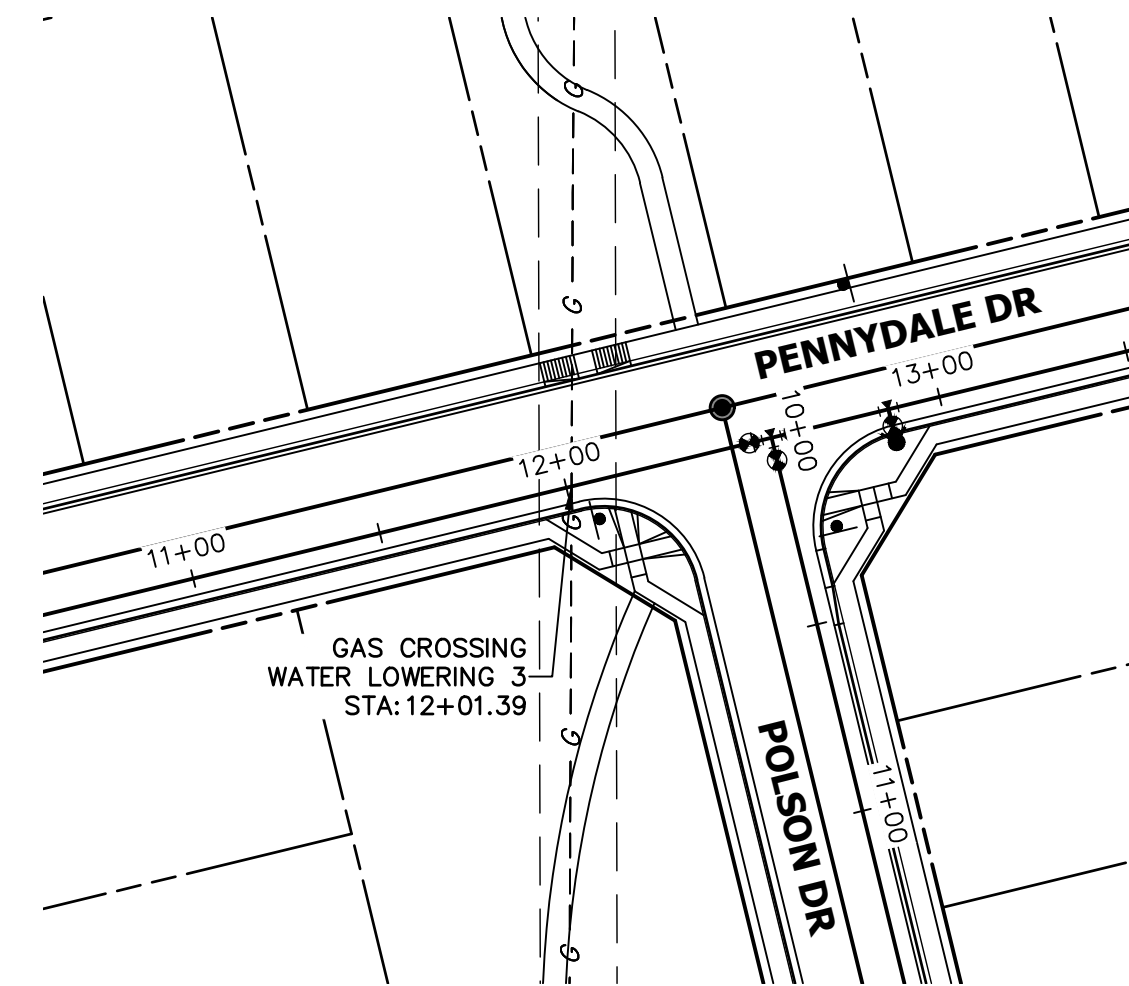 G
G
PENNYDALE DR
13+00
10+00
12+00
G
11+00
GAS CROSSING
WATER LOWERING 3
STA:12+01.39
G
POLSON DR
11+00
G